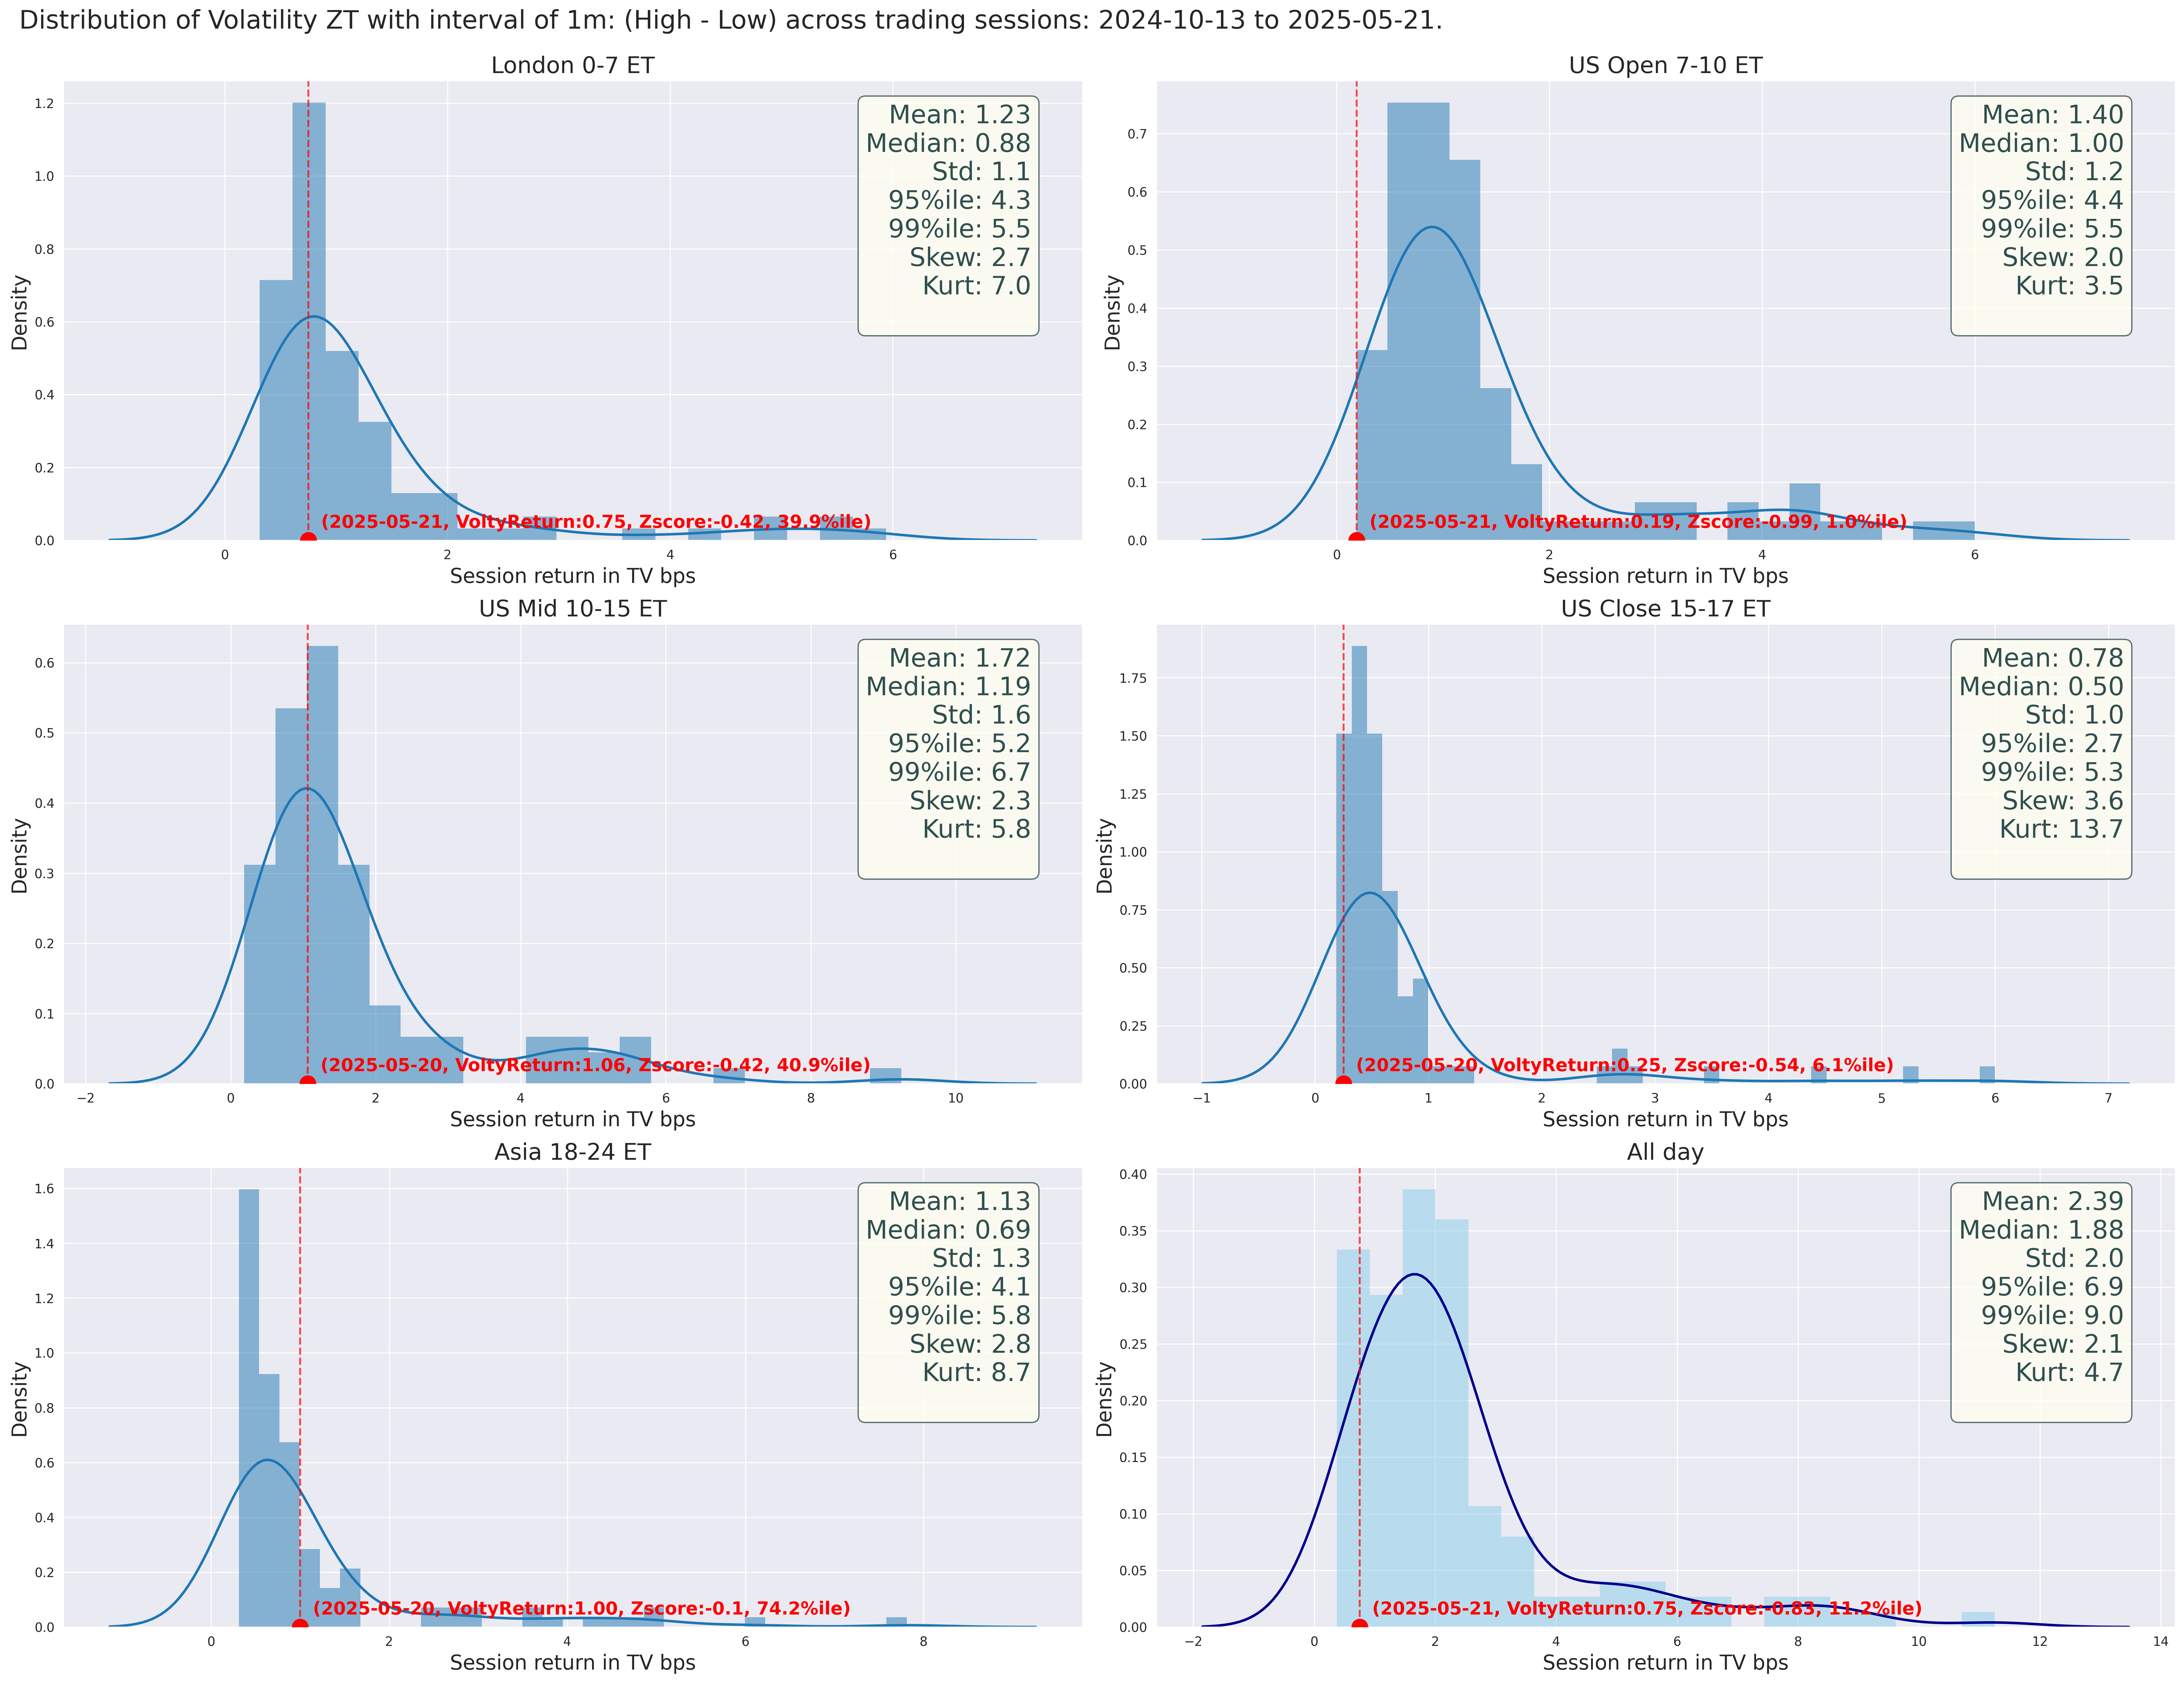 Distribution of Volatility ZT with interval of 1m: (High - Low) across trading sessions: 2024-10-13 to 2025-05-21.
London 0-7 ET
Density
1.2
1.0
0.8
0.6
0.4
0.2
0.0
Mean: 1.23
Median: 0.88
Std: 1.1
95%ile: 4.3
99%ile: 5.5
Skew: 2.7
Kurt: 7.0
(2025-05-21, VoltyReturn:0.75, Zscore:-0.42, 39.9%ile)
0 2 4 6
Session return in TV bps
US Open 7-10 ET
Density
0.7
0.6
0.5
0.4
0.3
0.2
0.1
0.0
Mean: 1.40
Median: 1.00
Std: 1.2
95%ile: 4.4
99%ile: 5.5
Skew: 2.0
Kurt: 3.5
(2025-05-21, VoltyReturn:0.19, Zscore:-0.99, 1.0%ile)
0 2 4 6
Session return in TV bps
US Mid 10-15 ET
Density
0.6
0.5
0.4
0.3
0.2
0.1
0.0
Mean: 1.72
Median: 1.19
Std: 1.6
95%ile: 5.2
99%ile: 6.7
Skew: 2.3
Kurt: 5.8
(2025-05-20, VoltyReturn:1.06, Zscore:-0.42, 40.9%ile)
−2 0 2 4 6 8 10
Session return in TV bps
US Close 15-17 ET
Density
1.75
1.50
1.25
1.00
0.75
0.50
0.25
0.00
Mean: 0.78
Median: 0.50
Std: 1.0
95%ile: 2.7
99%ile: 5.3
Skew: 3.6
Kurt: 13.7
(2025-05-20, VoltyReturn:0.25, Zscore:-0.54, 6.1%ile)
−1 0 1 2 3 4 5 6 7
Session return in TV bps
Asia 18-24 ET
Density
1.6
1.4
1.2
1.0
0.8
0.6
0.4
0.2
0.0
Mean: 1.13
Median: 0.69
Std: 1.3
95%ile: 4.1
99%ile: 5.8
Skew: 2.8
Kurt: 8.7
(2025-05-20, VoltyReturn:1.00, Zscore:-0.1, 74.2%ile)
0 2 4 6 8
Session return in TV bps
All day
Density
0.40
0.35
0.30
0.25
0.20
0.15
0.10
0.05
0.00
Mean: 2.39
Median: 1.88
Std: 2.0
95%ile: 6.9
99%ile: 9.0
Skew: 2.1
Kurt: 4.7
(2025-05-21, VoltyReturn:0.75, Zscore:-0.83, 11.2%ile)
−2 0 2 4 6 8 10 12 14
Session return in TV bps